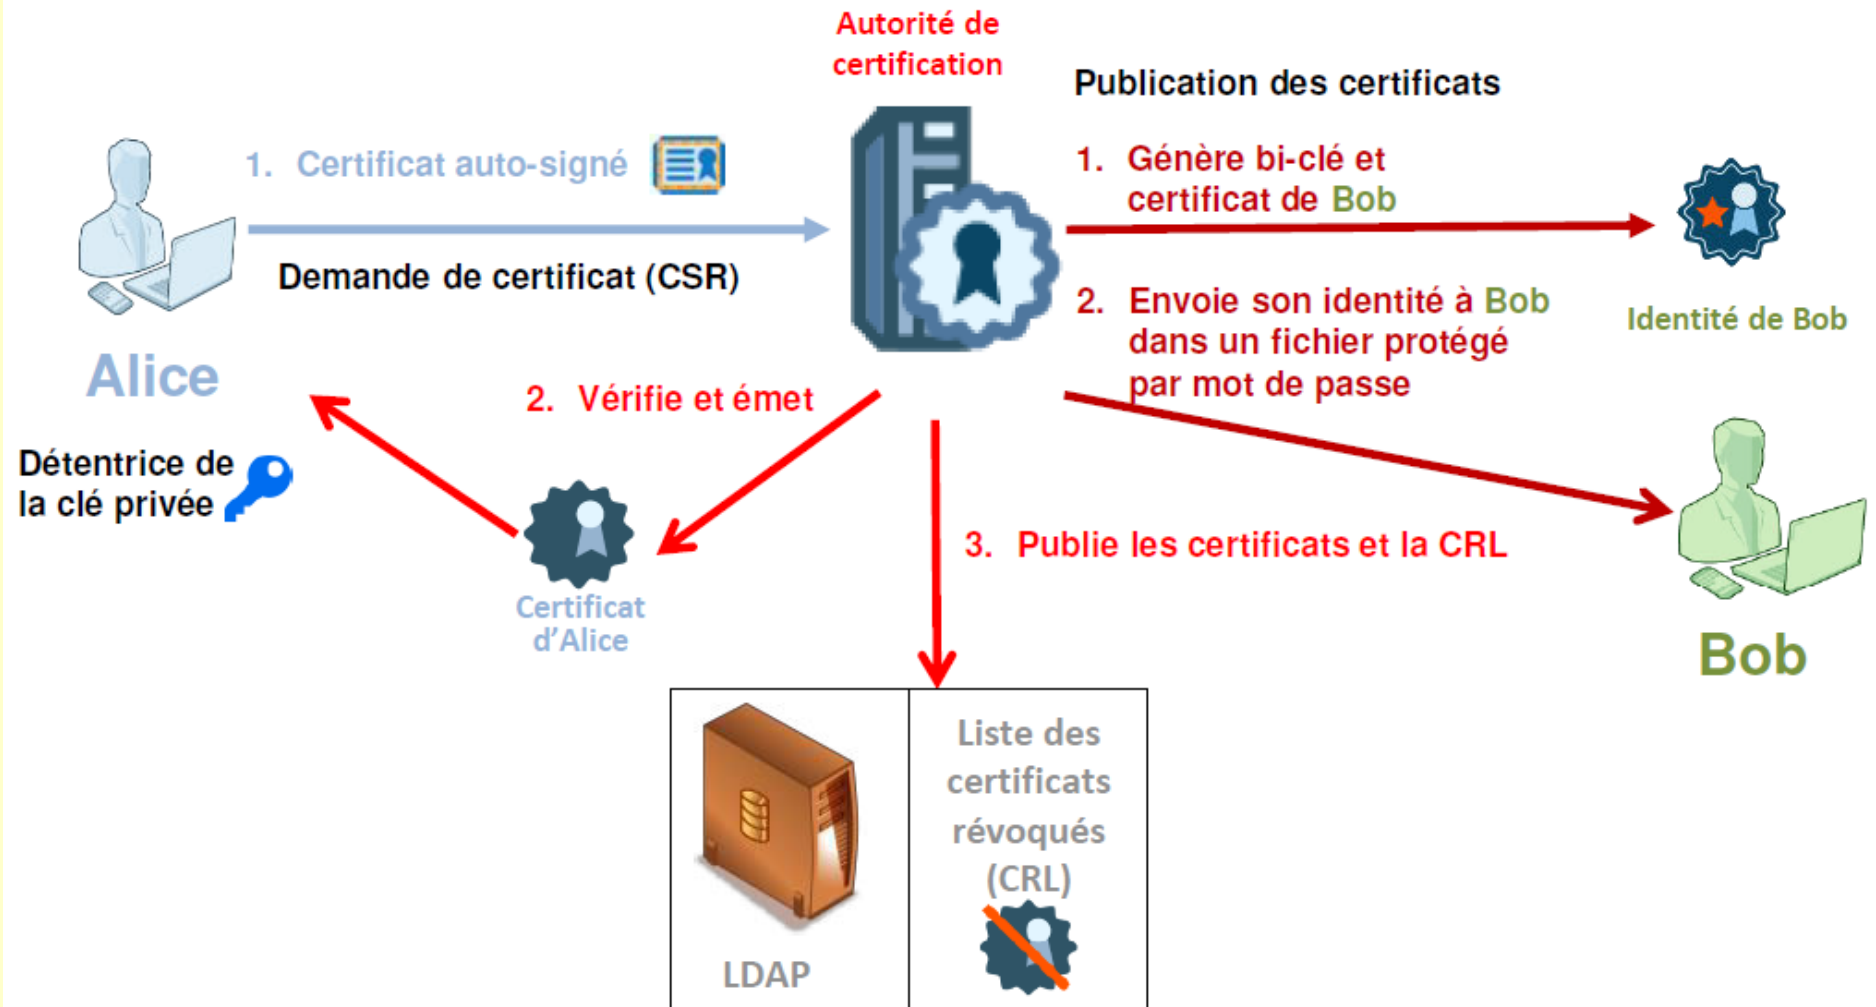 Autorité de
certification
Publication des certificats
1. Certificat auto-signé
Demande de certificat (CSR)
1. Génère bi-clé et
certificat de Bob
2. Envoie son identité à Bob
dans un fichier protégé
par mot de passe
Identité de Bob
Alice
Détentrice de
la clé privée
2. Vérifie et émet
Certificat
d’Alice
3. Publie les certificats et la CRL
Bob
LDAP
Liste des
certificats
révoqués
(CRL)